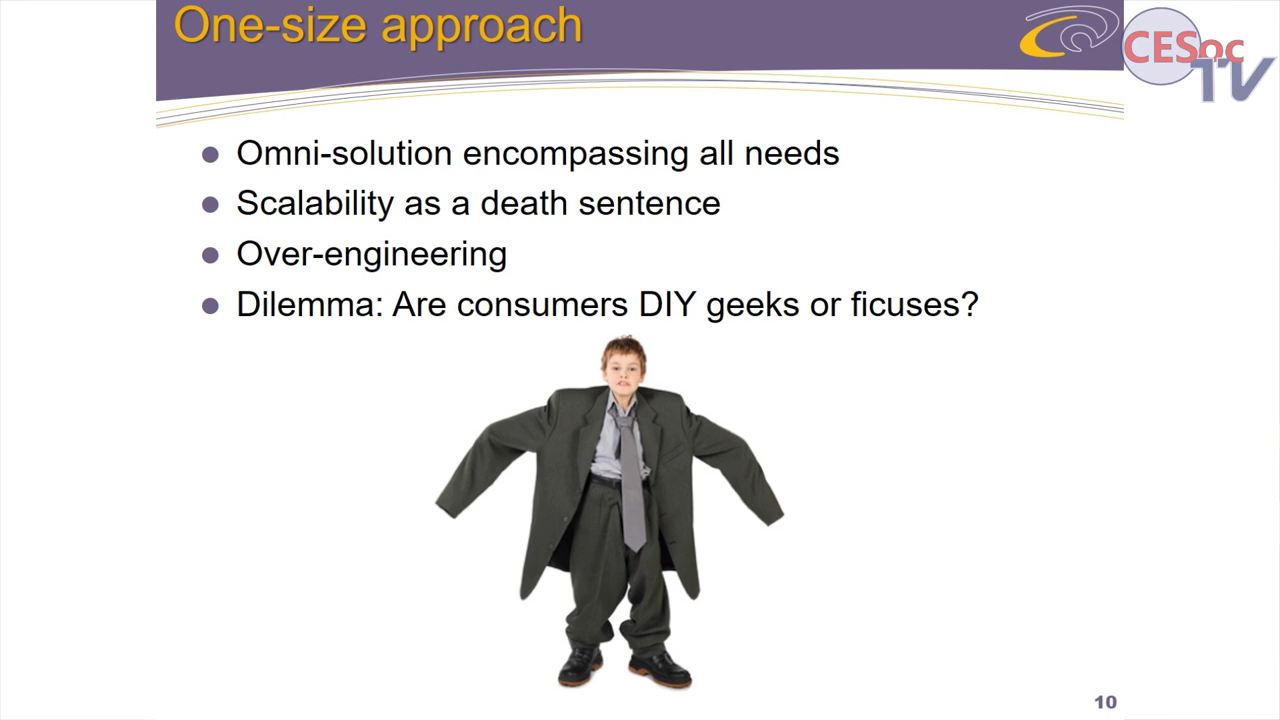 One-size approach
CESoc
TV
Omni-solution encompassing all needs
Scalability as a death sentence
Over-engineering
Dilemma: Are consumers DIY geeks or ficuses?
10